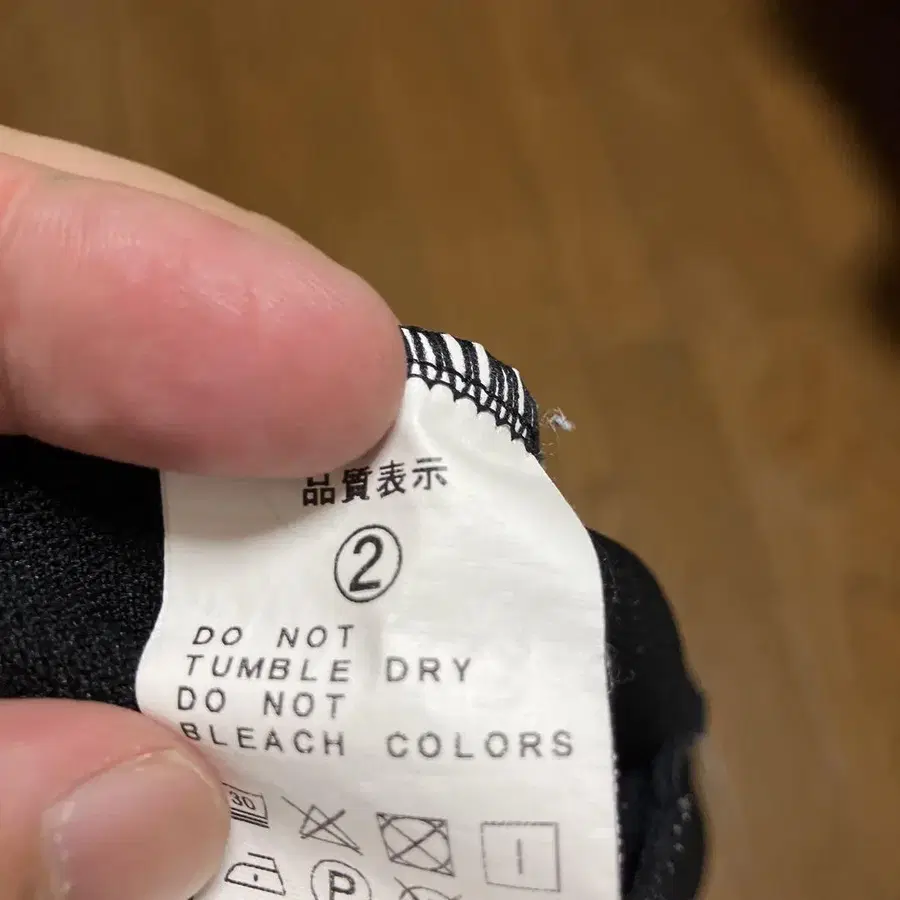 品質表示
②
DO NOT
TUMBLE DRY
DO NOT
BLEACH COLORS
30
P